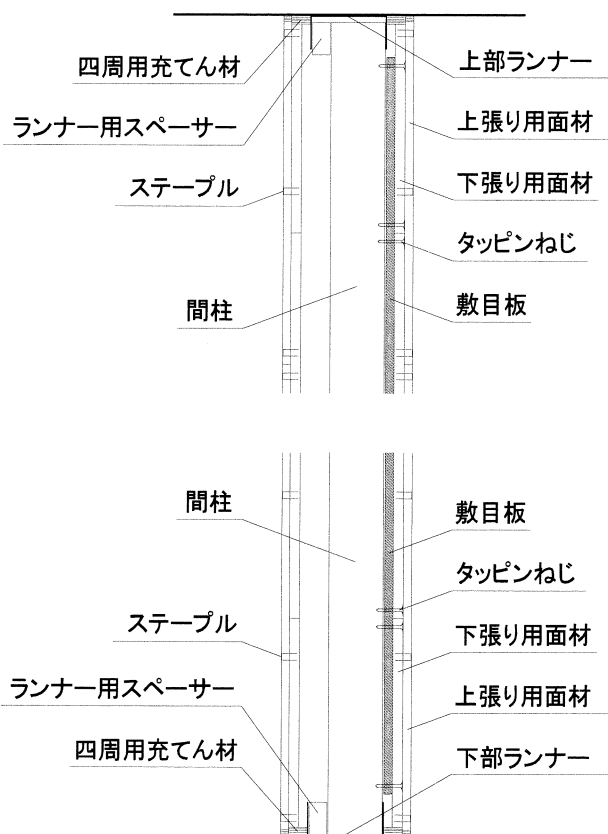 四周用充てん材
上部ランナー
ランナー用スペーサー
上張り用面材
ステープル
下張り用面材
タッピンねじ
間柱
敷目板
間柱
敷目板
タッピンねじ
ステープル
下張り用面材
ランナー用スペーサー
上張り用面材
四周用充てん材
下部ランナー